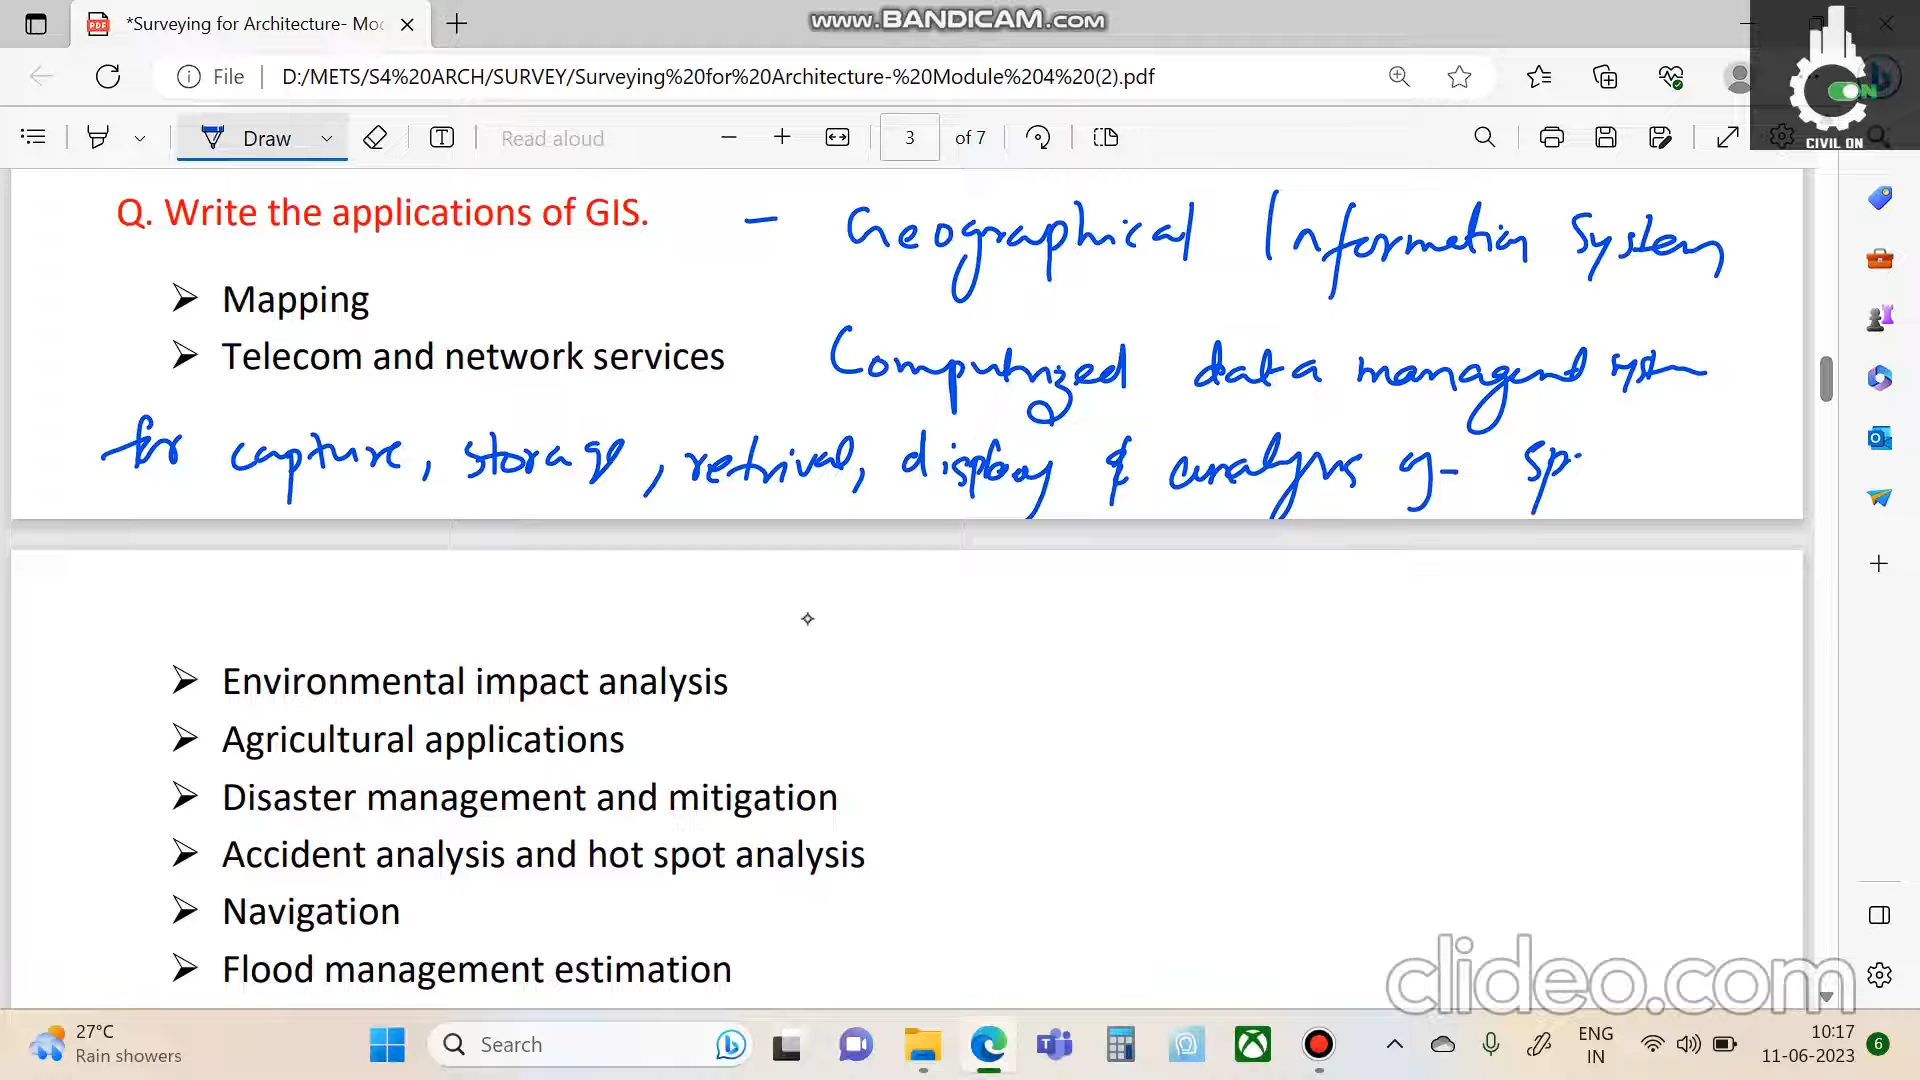 www.BANDICAM.com
*Surveying for Architecture- Moc
File D:/METS/S4%20ARCH/SURVEY/Surveying%20for%20Architecture-%20Module%204%20(2).pdf
Draw Read aloud 3 of 7
CIVIL ON
Q. Write the applications of GIS. – Geographical Information System
Mapping
Telecom and network services
Computrized data management system
for capture, storage, retrival, display & analysis of sp
Environmental impact analysis
Agricultural applications
Disaster management and mitigation
Accident analysis and hot spot analysis
Navigation
Flood management estimation
clideo.com
27°C
Rain showers
Search
ENG
IN
10:17
11-06-2023
6